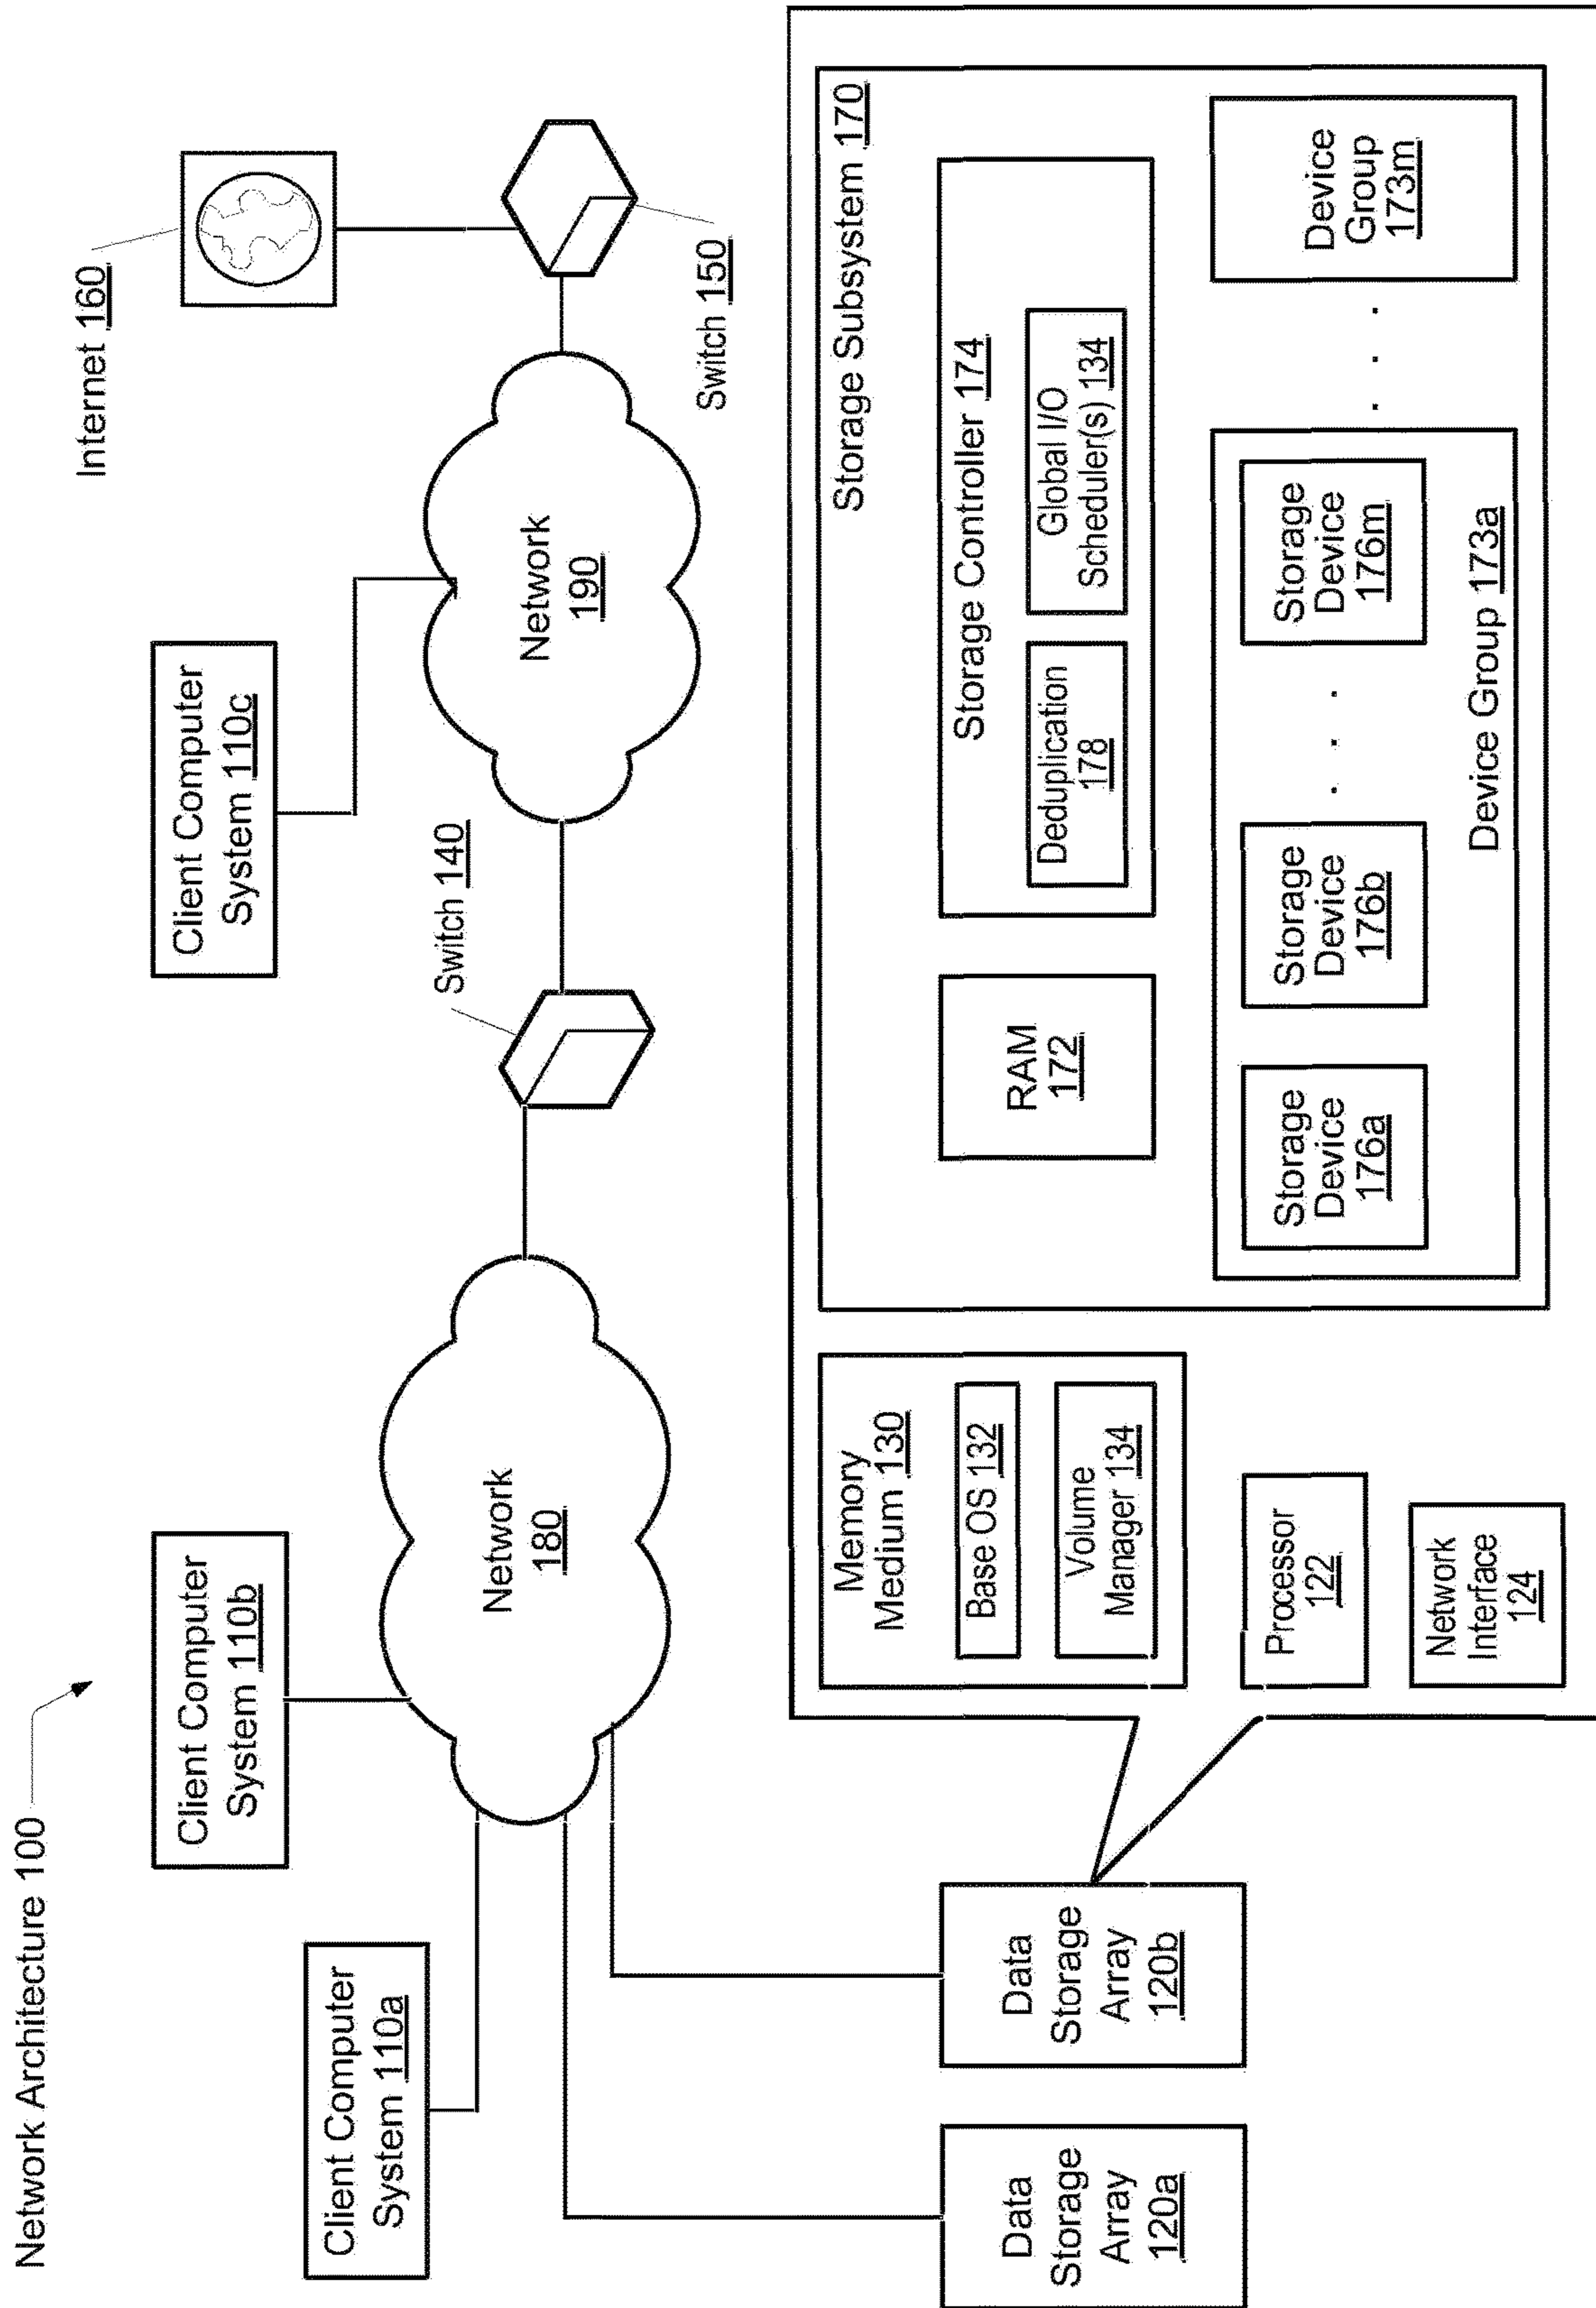 Network Architecture 100
Client Computer
System 110a
Client Computer
System 110b
Client Computer
System 110c
Internet 160
Network
180
Switch 140
Network
190
Switch 150
Data
Storage
Array
120a
Data
Storage
Array
120b
Memory
Medium 130
Base OS 132
Volume
Manager 134
Processor
122
Network
Interface
124
Storage Subsystem 170
RAM
172
Storage Controller 174
Deduplication
178
Global I/O
Scheduler(s) 134
Storage
Device
176a
Storage
Device
176b
. . .
Storage
Device
176m
Device Group 173a
. . .
Device
Group
173m